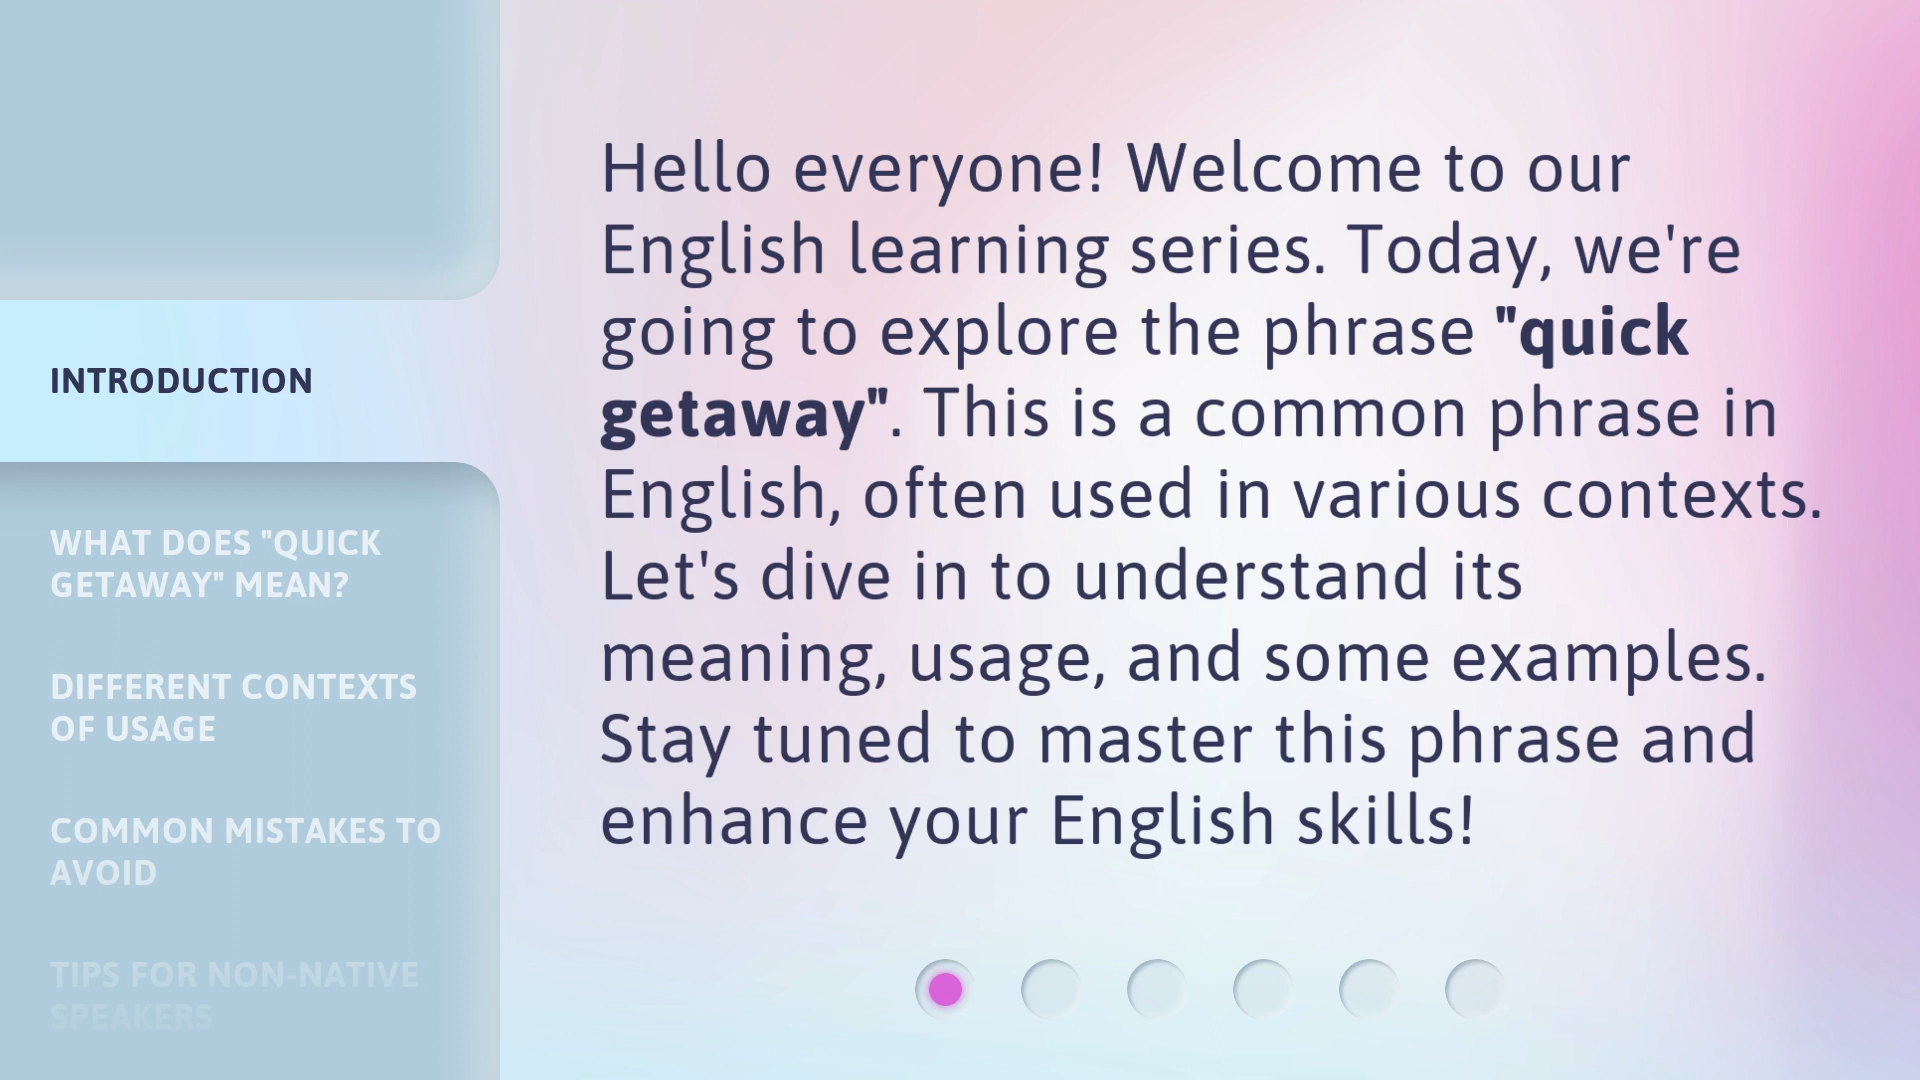 INTRODUCTION
WHAT DOES "QUICK
GETAWAY" MEAN?
DIFFERENT CONTEXTS
OF USAGE
COMMON MISTAKES TO
AVOID
TIPS FOR NON-NATIVE
SPEAKERS
Hello everyone! Welcome to our
English learning series. Today, we're
going to explore the phrase "quick
getaway". This is a common phrase in
English, often used in various contexts.
Let's dive in to understand its
meaning, usage, and some examples.
Stay tuned to master this phrase and
enhance your English skills!